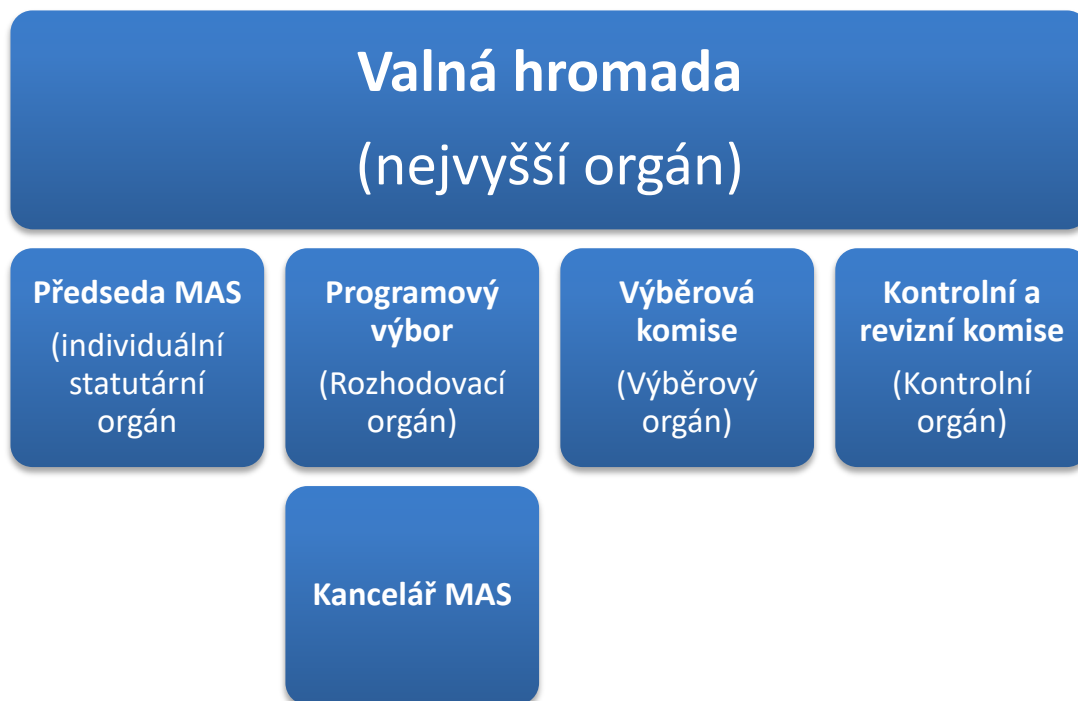 Valná hromada
(nejvyšší orgán)
Předseda MAS
(individuální
statutární
orgán
Programový
výbor
(Rozhodovací
orgán)
Výběrová
komise
(Výběrový
orgán)
Kontrolní a
revizní komise
(Kontrolní
orgán)
Kancelář MAS